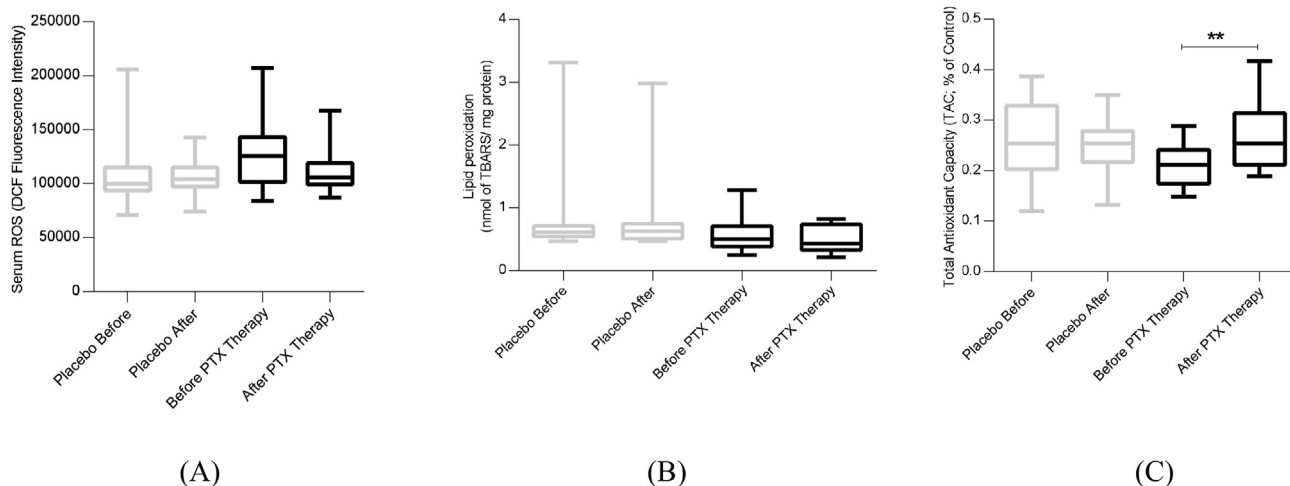 250000
200000
150000
100000
50000
0
Serum ROS (DCF Fluorescence Intensity)
Placebo Before
Placebo After
Before PTX Therapy
After PTX Therapy
(A)
4
3
2
1
0
Lipid peroxidation
(nmol of TBARS/ mg protein)
Placebo Before
Placebo After
Before PTX Therapy
After PTX Therapy
(B)
0.5
0.4
0.3
0.2
0.1
0.0
Total Antioxidant Capacity (TAC; % of Control)
**
Placebo Before
Placebo After
Before PTX Therapy
After PTX Therapy
(C)